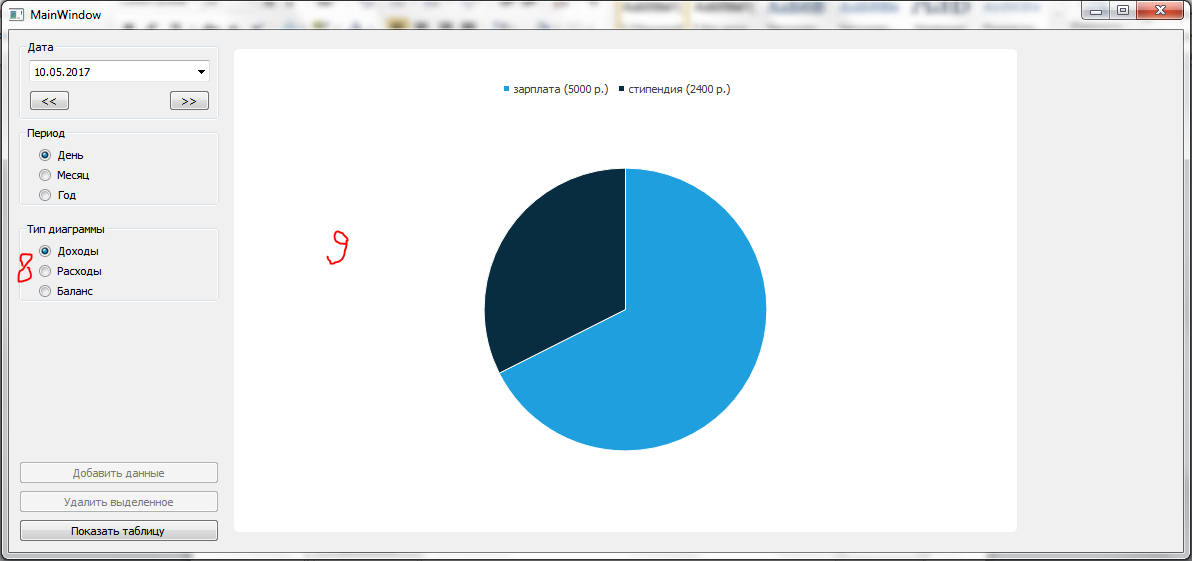 MainWindow
Дата
10.05.2017
<< >>
Период
День
Месяц
Год
Тип диаграммы
Доходы
8 Расходы
Баланс
Добавить данные
Удалить выделенное
Показать таблицу
зарплата (5000 р.) стипендия (2400 р.)
9